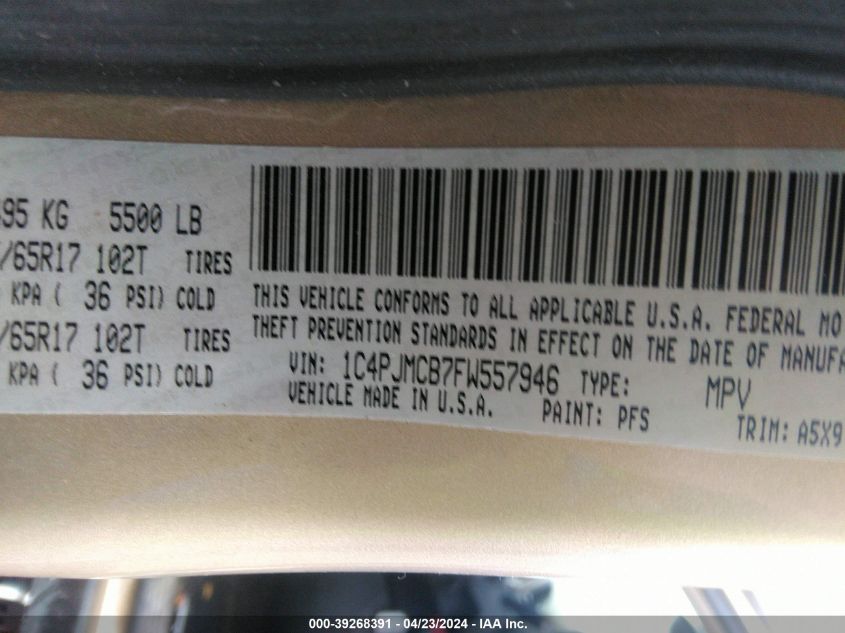 95 KG 5500 LB
/65R17 102T TIRES
KPA ( 36 PSI) COLD
/65R17 102T TIRES
KPA ( 36 PSI) COLD
THIS VEHICLE CONFORMS TO ALL APPLICABLE U.S.A. FEDERAL MO
THEFT PREVENTION STANDARDS IN EFFECT ON THE DATE OF MANUFA
VIN: 1C4PJMCB7FW557946 TYPE: MPV
VEHICLE MADE IN U.S.A. PAINT: PFS TRIM: A5X9
000-39268391 - 04/23/2024 - IAA Inc.